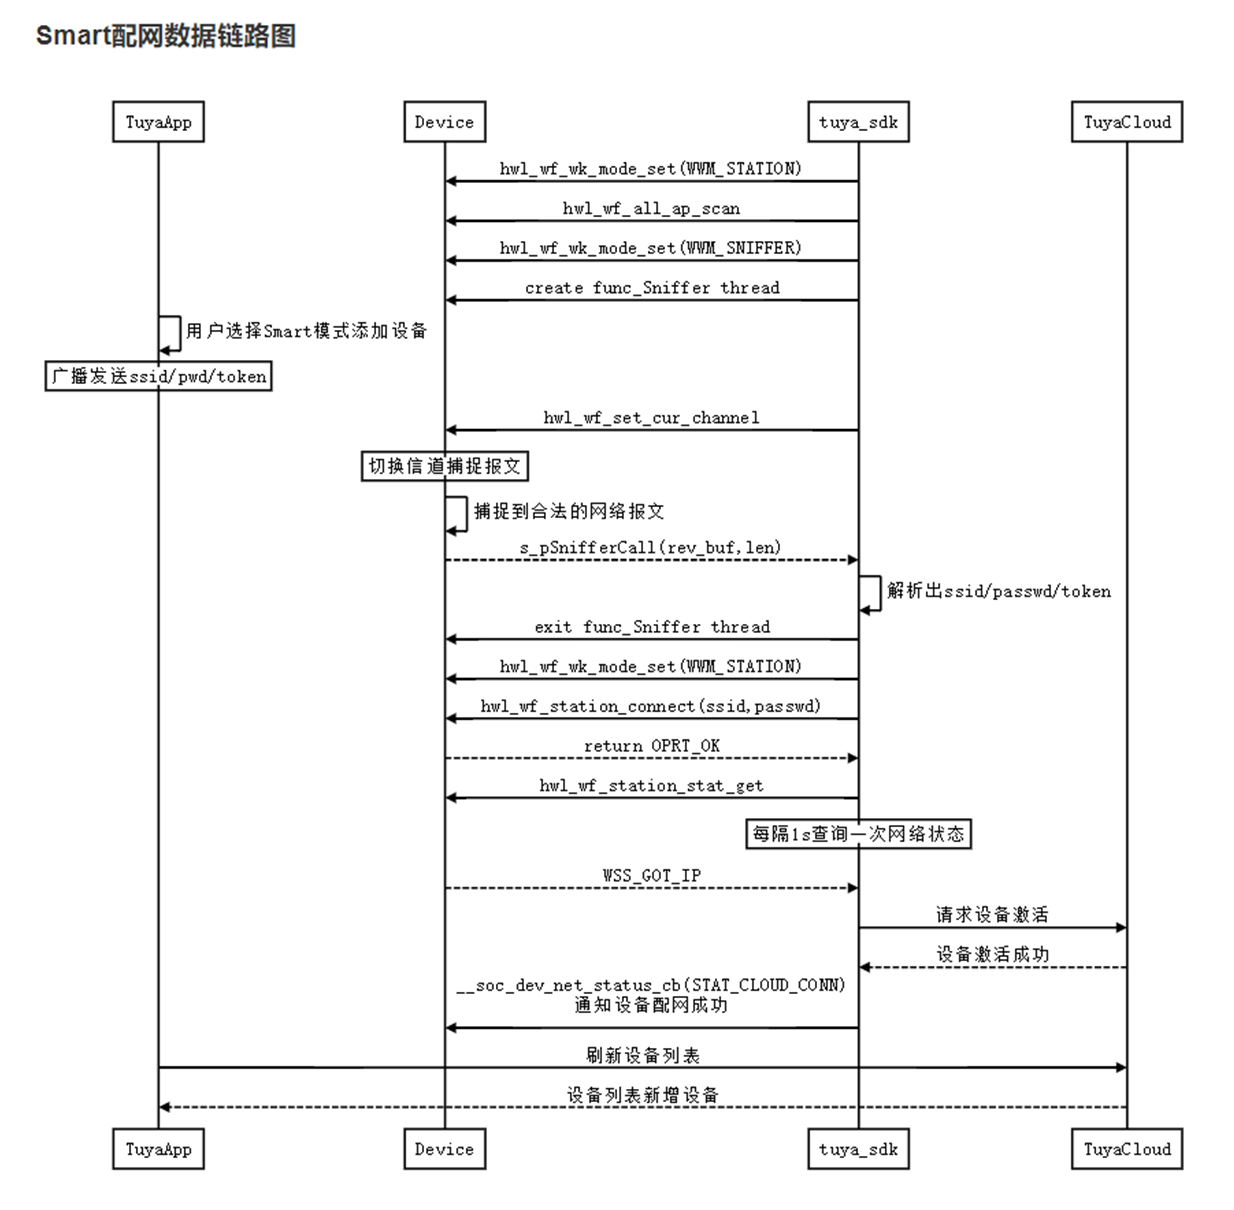 Smart配网数据链路图
TuyaApp
Device
tuya_sdk
TuyaCloud
hwl_wf_wk_mode_set(WWM_STATION)
hwl_wf_all_ap_scan
hwl_wf_wk_mode_set(WWM_SNIFFER)
create func_Sniffer thread
用户选择Smart模式添加设备
广播发送ssid/pwd/token
hwl_wf_set_cur_channel
切换信道捕捉报文
捕捉到合法的网络报文
s_pSnifferCall(rev_buf,len)
解析出ssid/passwd/token
exit func_Sniffer thread
hwl_wf_wk_mode_set(WWM_STATION)
hwl_wf_station_connect(ssid,passwd)
return OPRT_OK
hwl_wf_station_stat_get
每隔1s查询一次网络状态
WSS_GOT_IP
请求设备激活
设备激活成功
__soc_dev_net_status_cb(STAT_CLOUD_CONN)
通知设备配网成功
刷新设备列表
设备列表新增设备
TuyaApp
Device
tuya_sdk
TuyaCloud